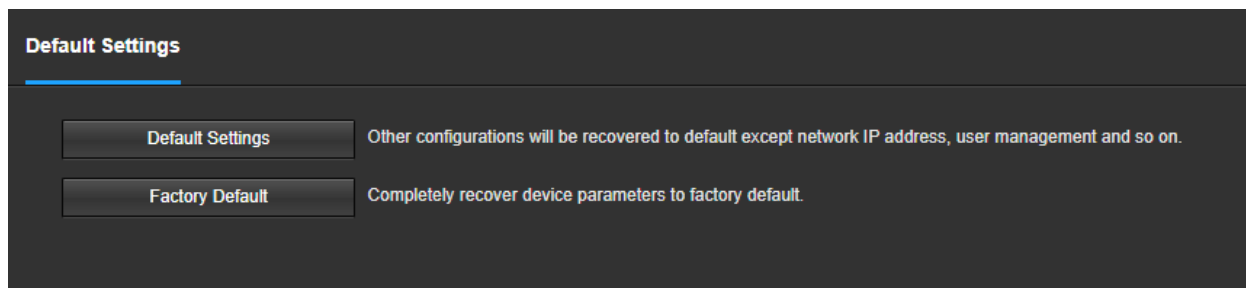 Default Settings
Default Settings Other configurations will be recovered to default except network IP address, user management and so on.
Factory Default Completely recover device parameters to factory default.